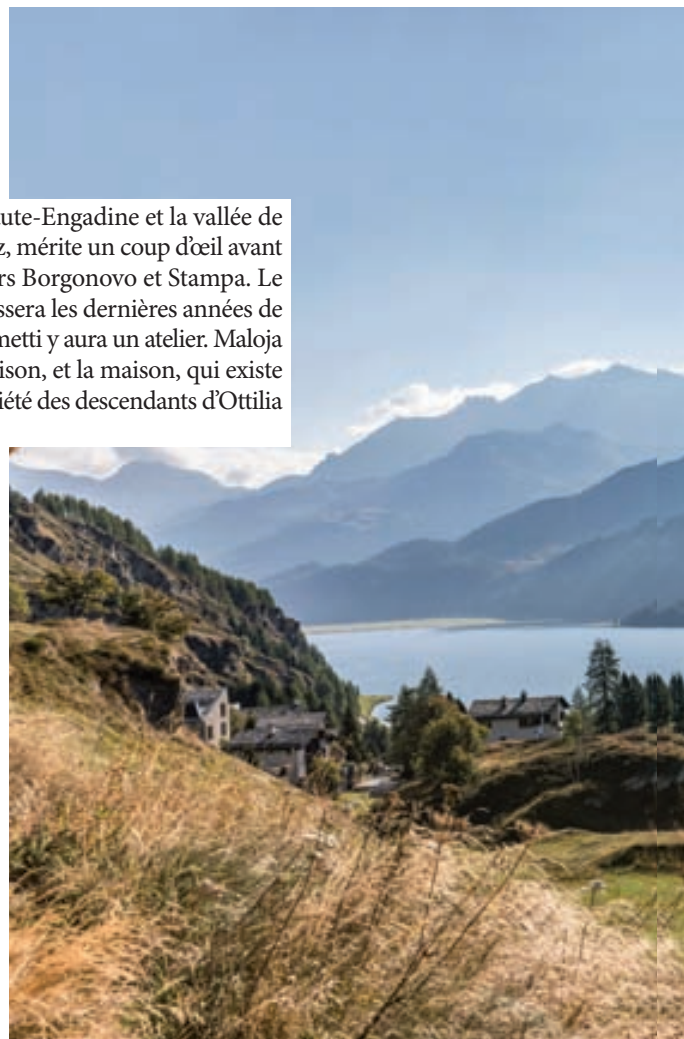 ute-Engadine et la vallée de
z, mérite un coup d'œil avant
rs Borgonovo et Stampa. Le
ssera les dernières années de
metti y aura un atelier. Maloja
ison, et la maison, qui existe
iété des descendants d'Ottilia